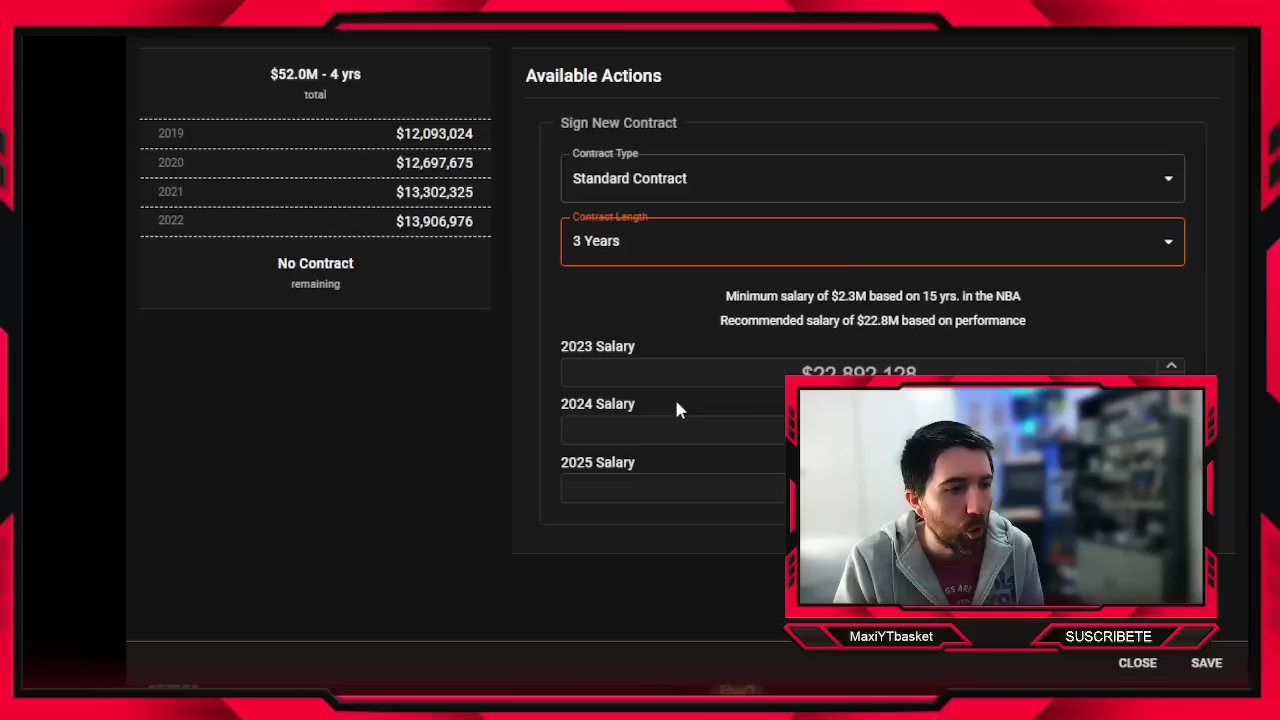 $52.0M - 4 yrs
total
2019 $12,093,024
2020 $12,697,675
2021 $13,302,325
2022 $13,906,976
No Contract
remaining
Available Actions
Sign New Contract
Contract Type
Standard Contract
Contract Length
3 Years
Minimum salary of $2.3M based on 15 yrs. in the NBA
Recommended salary of $22.8M based on performance
2023 Salary
$22,892,128
2024 Salary
2025 Salary
MaxiYTbasket
SUSCRIBETE
CLOSE
SAVE